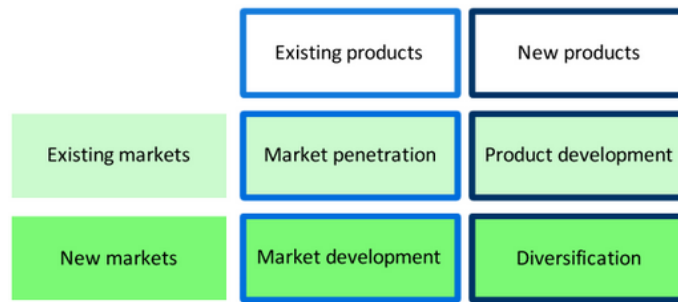 Existing products
New products
Existing markets
Market penetration
Product development
New markets
Market development
Diversification